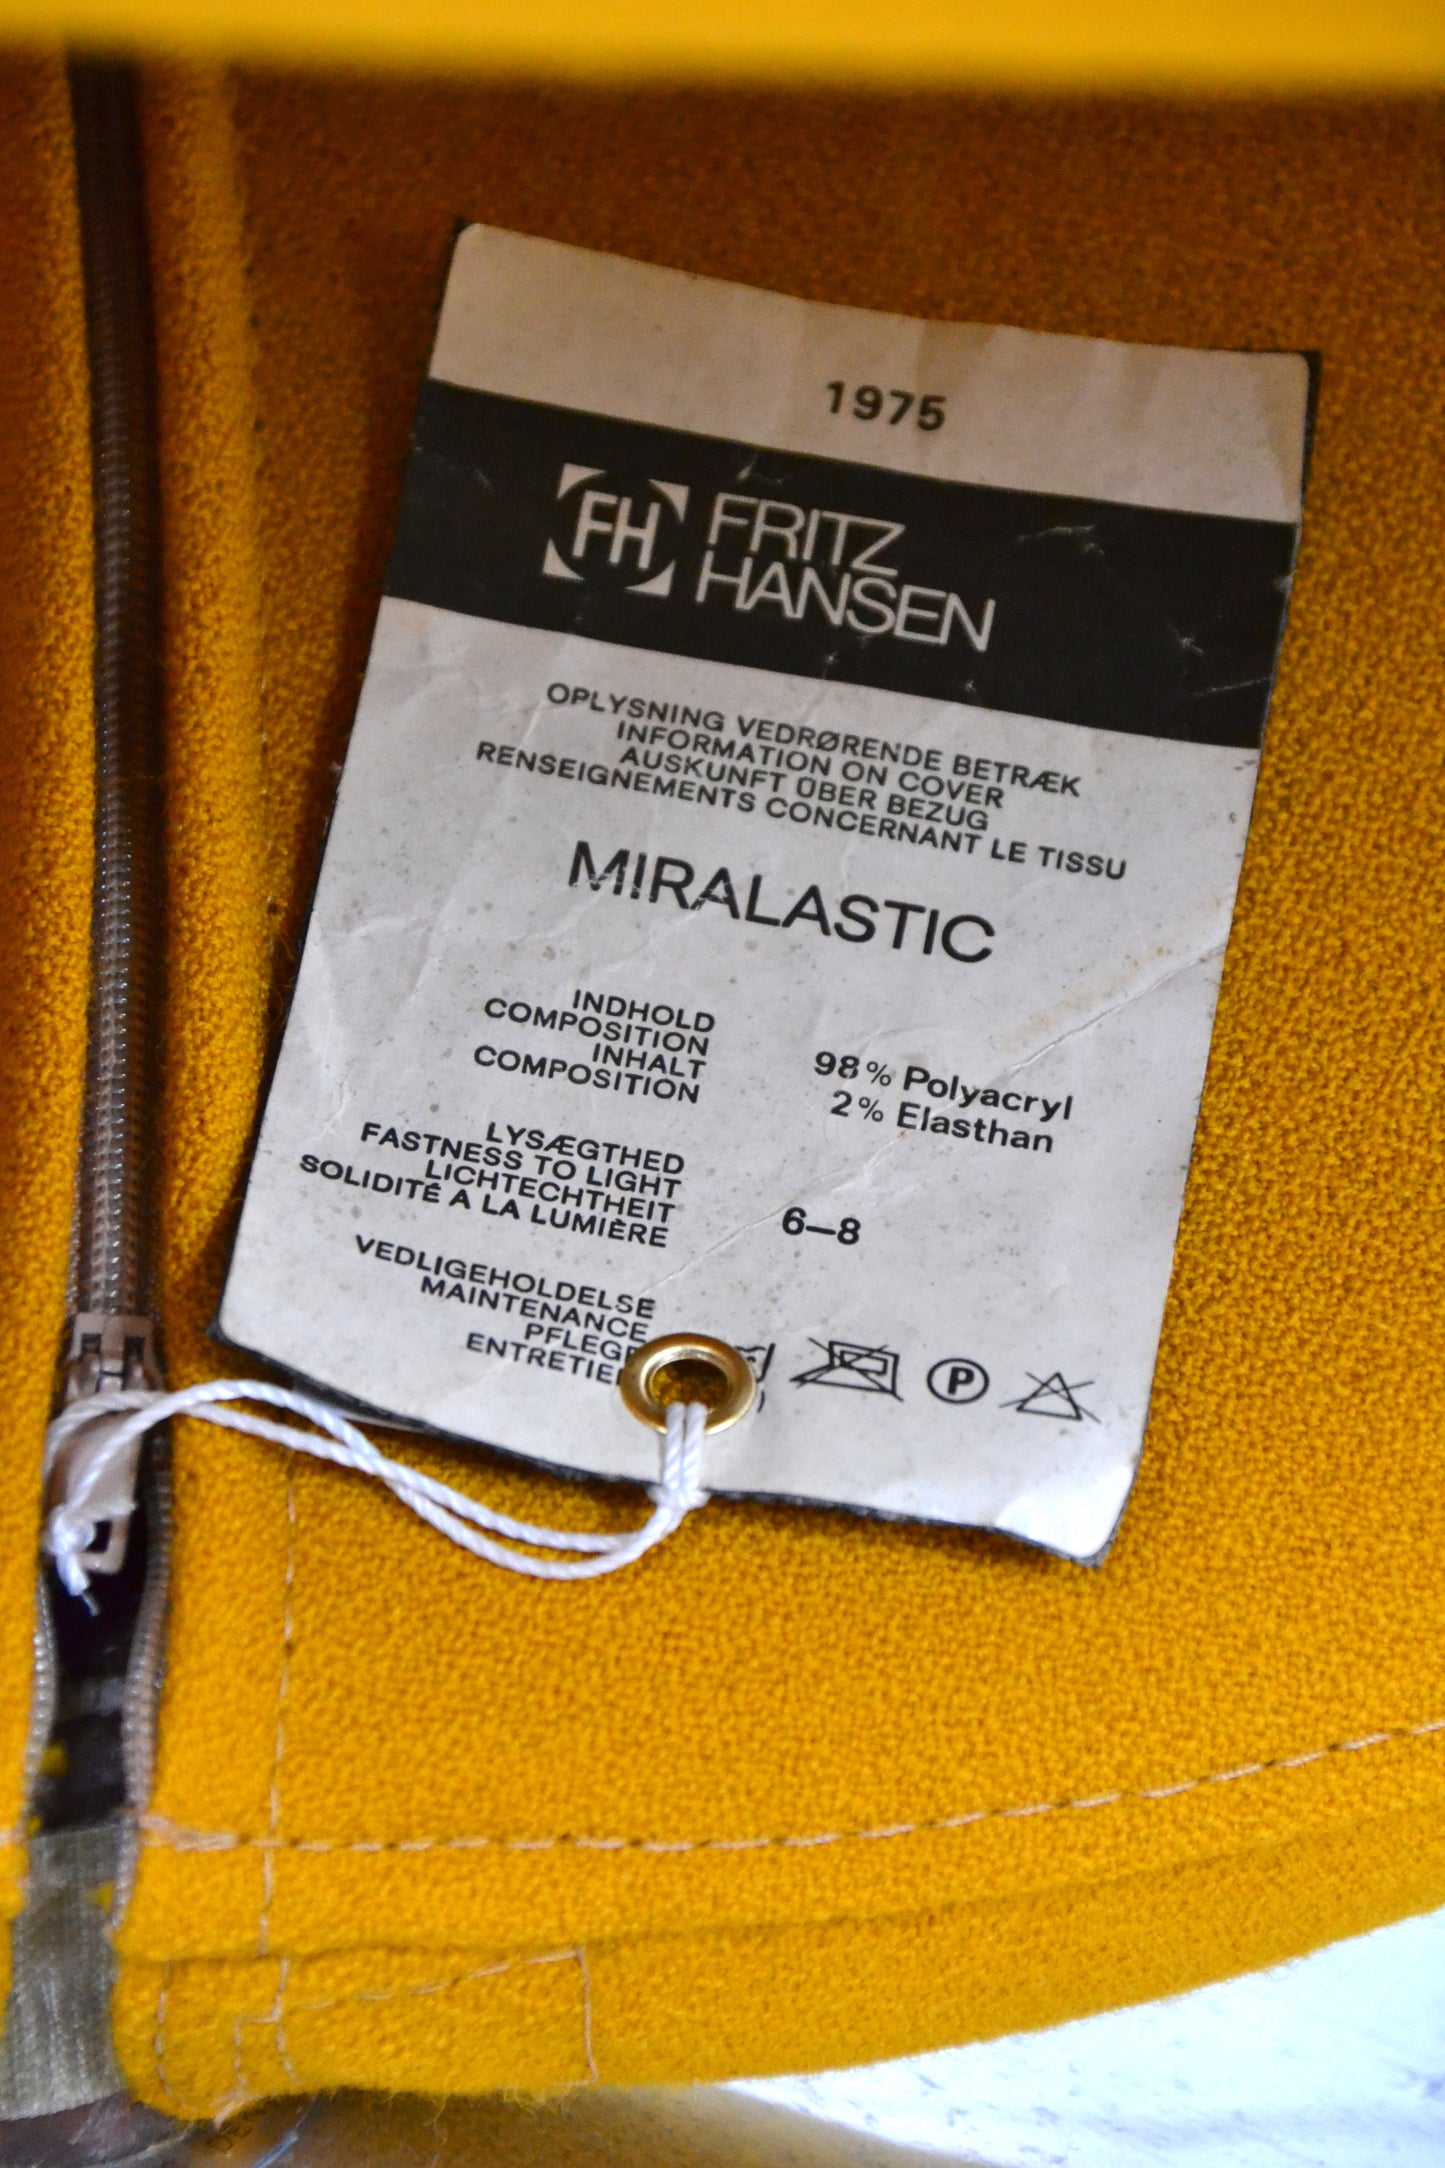 1975
FH FRITZ
HANSEN
OPLYSNING VEDRØRENDE BETRÆK
INFORMATION ON COVER
AUSKUNFT ÜBER BEZUG
RENSEIGNEMENTS CONCERNANT LE TISSU
MIRALASTIC
INDHOLD
COMPOSITION
INHALT
COMPOSITION
98% Polyacryl
2% Elasthan
LYSÆGTHED
FASTNESS TO LIGHT
LICHTECHTHEIT
SOLIDITÉ A LA LUMIÈRE
6–8
VEDLIGEHOLDELSE
MAINTENANCE
PFLEGE
ENTRETIE
P